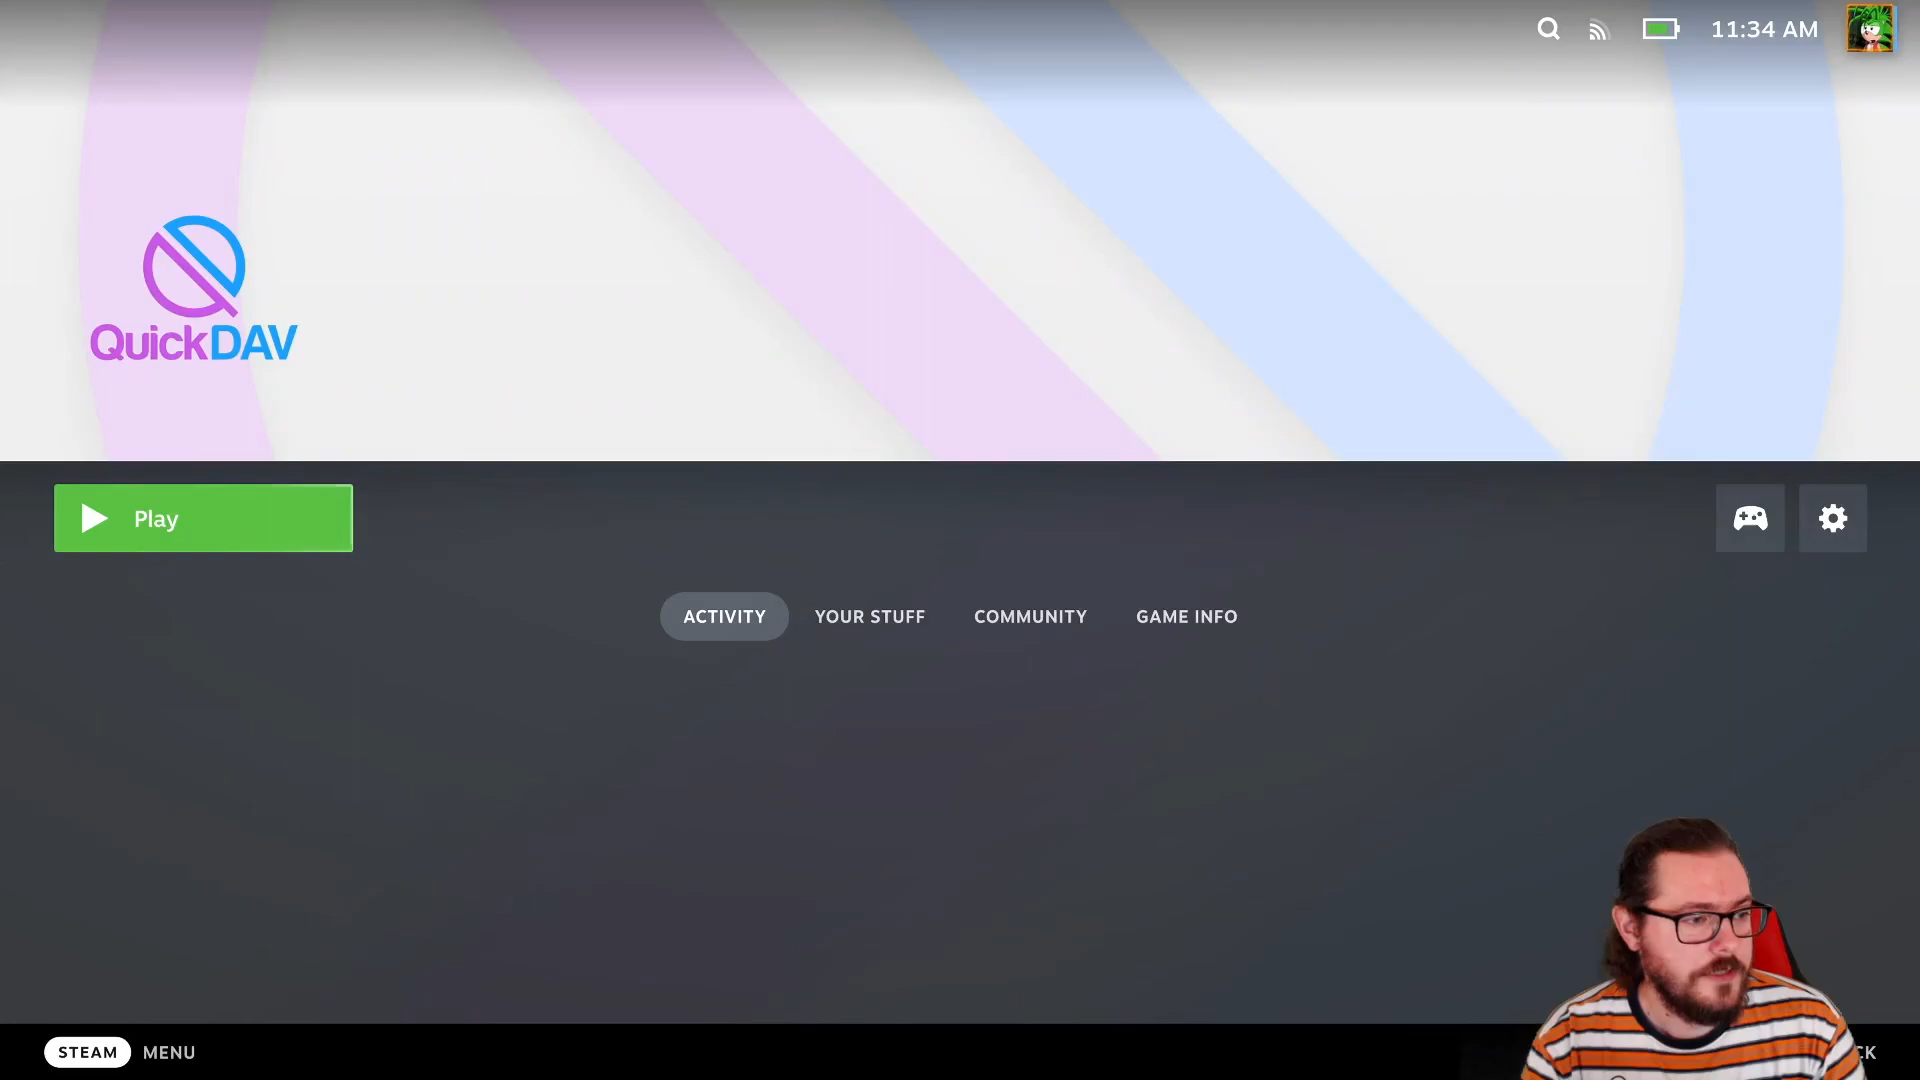 11:34 AM
QuickDAV
Play
ACTIVITY
YOUR STUFF
COMMUNITY
GAME INFO
STEAM MENU